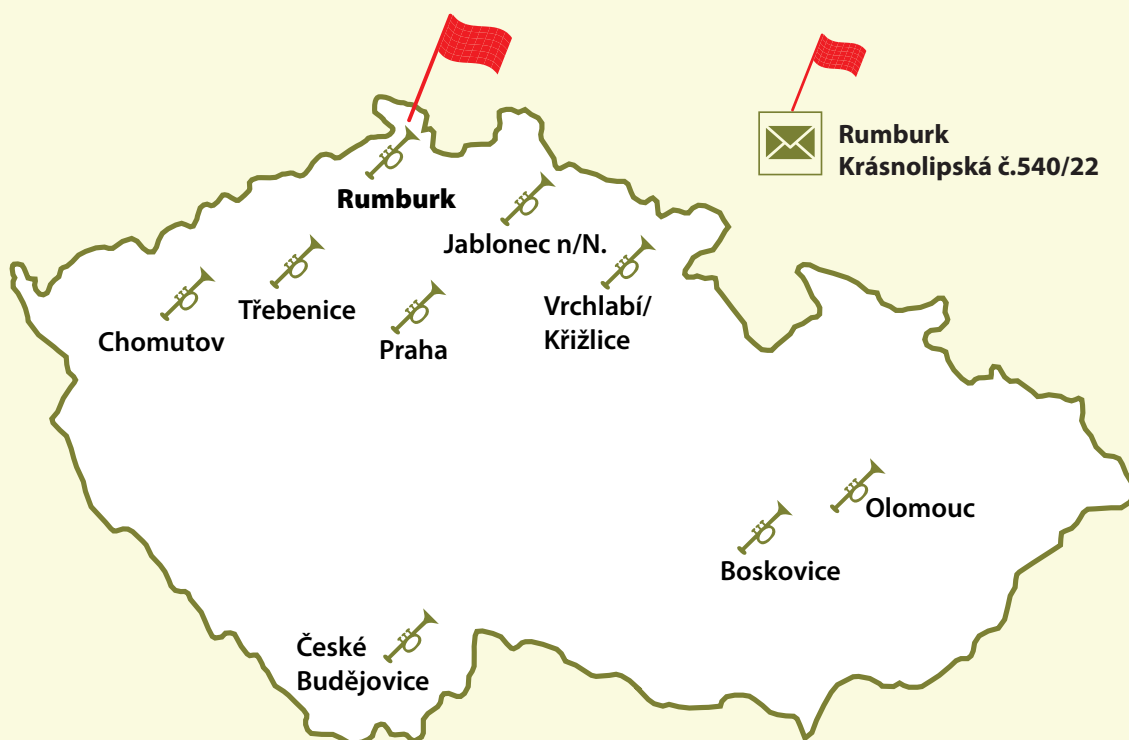 Rumburk
Krásnolipská č.540/22
Rumburk
Jablonec n/N.
Třebenice
Vrchlabí/
Křižlice
Chomutov
Praha
Olomouc
Boskovice
České
Budějovice